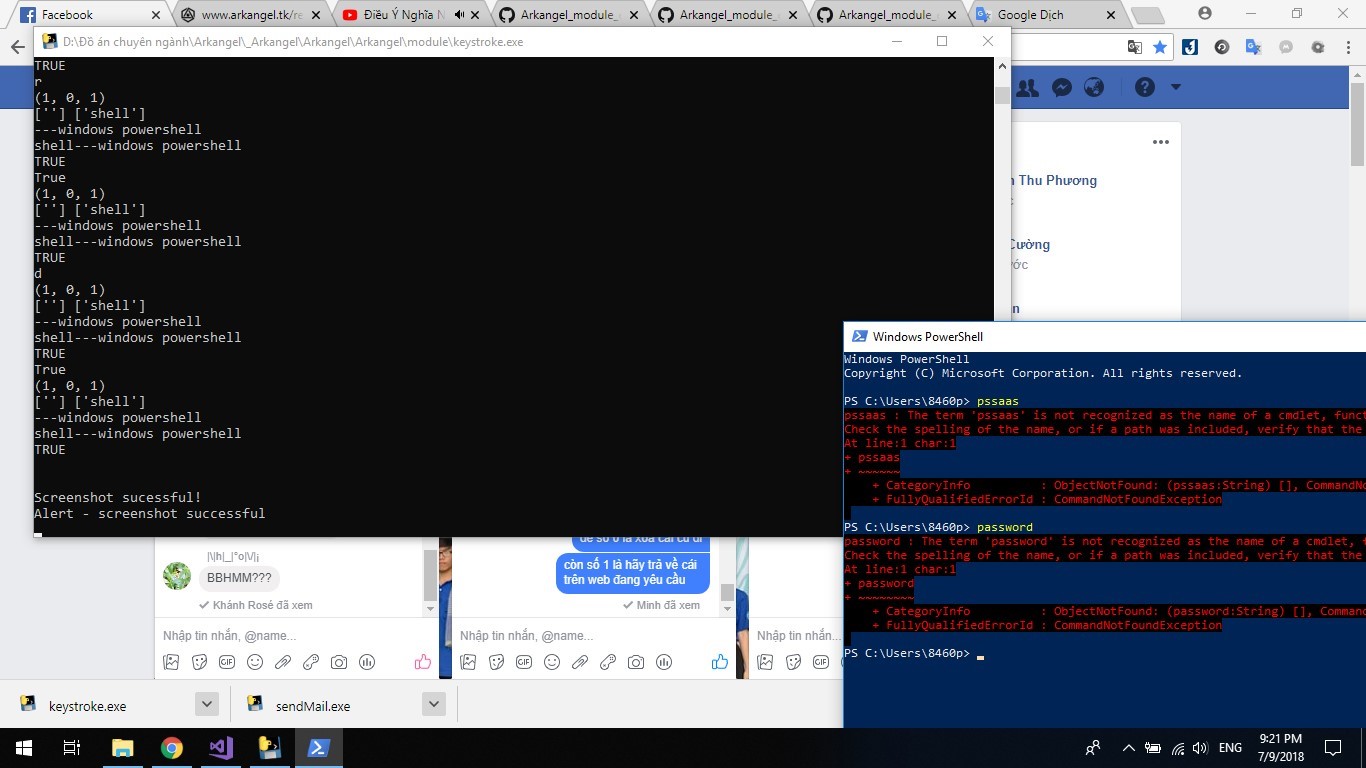 Facebook
www.arkangel.tk/re
Điều Ý Nghĩa N
Arkangel_module_
Arkangel_module_
Arkangel_module_
Google Dịch
D:\Đồ án chuyên ngành\Arkangel\_Arkangel\Arkangel\Arkangel\module\keystroke.exe
TRUE
r
(1, 0, 1)
[''] ['shell']
---windows powershell
shell---windows powershell
TRUE
True
(1, 0, 1)
[''] ['shell']
---windows powershell
shell---windows powershell
TRUE
d
(1, 0, 1)
[''] ['shell']
---windows powershell
shell---windows powershell
TRUE
True
(1, 0, 1)
[''] ['shell']
---windows powershell
shell---windows powershell
TRUE
Screenshot sucessful!
Alert - screenshot successful
Thu Phương
Cường
Windows PowerShell
Windows PowerShell
Copyright (C) Microsoft Corporation. All rights reserved.
PS C:\Users\8460p> pssaas
pssaas : The term 'pssaas' is not recognized as the name of a cmdlet, funct
Check the spelling of the name, or if a path was included, verify that the
At line:1 char:1
+ pssaas
+ ~~~~~~
+ CategoryInfo : ObjectNotFound: (pssaas:String) [], CommandNo
+ FullyQualifiedErrorId : CommandNotFoundException
PS C:\Users\8460p> password
password : The term 'password' is not recognized as the name of a cmdlet, f
Check the spelling of the name, or if a path was included, verify that the
At line:1 char:1
+ password
+ ~~~~~~~~
+ CategoryInfo : ObjectNotFound: (password:String) [], Comman
+ FullyQualifiedErrorId : CommandNotFoundException
PS C:\Users\8460p>
BBHMM???
Khánh Rosé đã xem
Nhập tin nhắn, @name...
GIF
còn số 1 là hãy trả về cái
trên web đang yêu cầu
Minh đã xem
Nhập tin nhắn, @name...
GIF
Nhập tin nhắn...
GIF
keystroke.exe
sendMail.exe
ENG
9:21 PM
7/9/2018